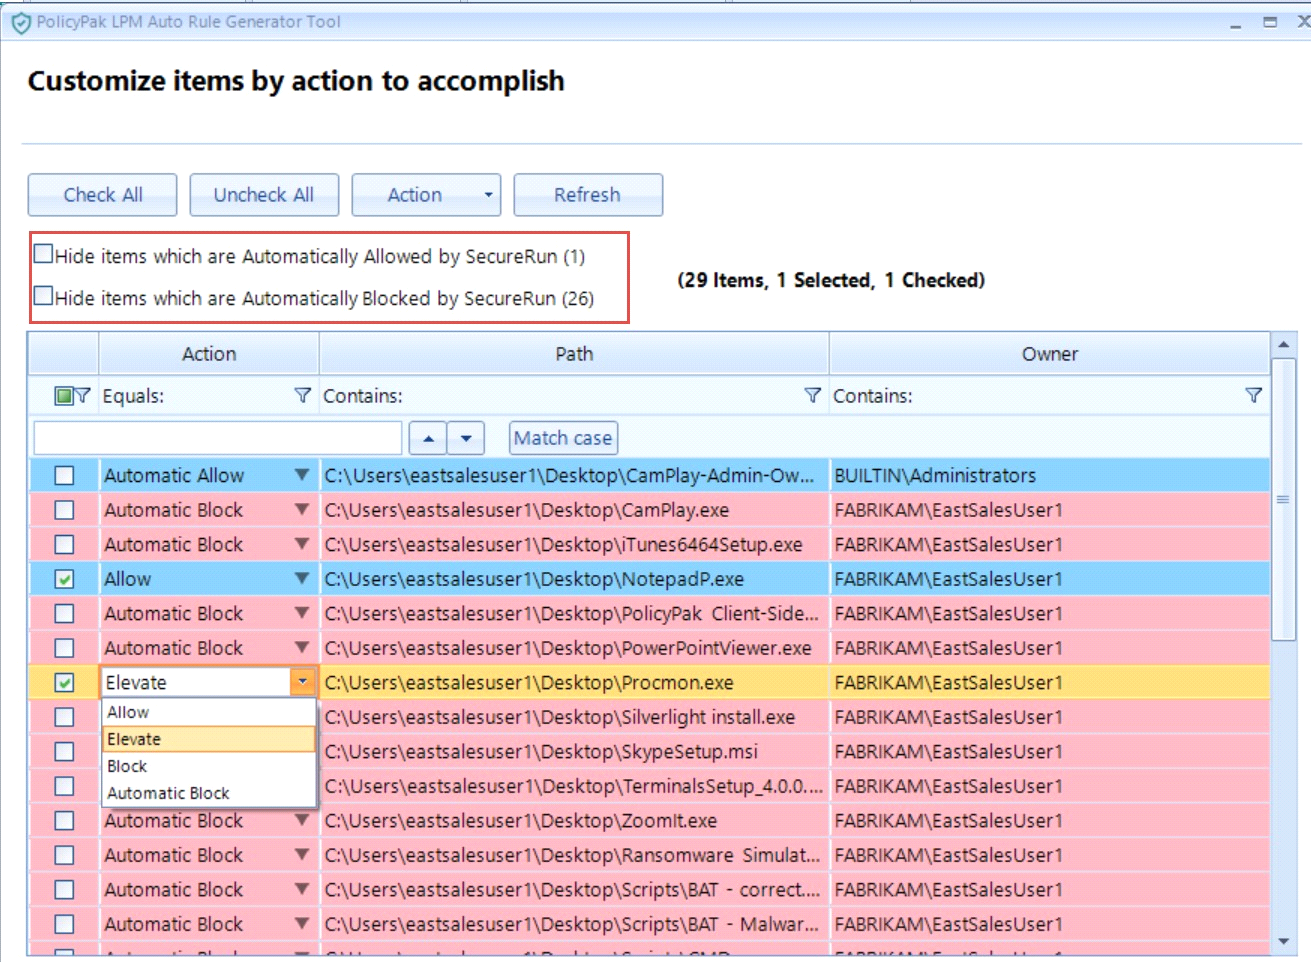 PolicyPak LPM Auto Rule Generator Tool
Customize items by action to accomplish
Check All Uncheck All Action Refresh
Hide items which are Automatically Allowed by SecureRun (1)
(29 Items, 1 Selected, 1 Checked)
Hide items which are Automatically Blocked by SecureRun (26)
Action Path Owner
Equals: Contains: Contains:
Match case
Automatic Allow C:\Users\eastsalesuser1\Desktop\CamPlay-Admin-Ow... BUILTIN\Administrators
Automatic Block C:\Users\eastsalesuser1\Desktop\CamPlay.exe FABRIKAM\EastSalesUser1
Automatic Block C:\Users\eastsalesuser1\Desktop\iTunes6464Setup.exe FABRIKAM\EastSalesUser1
Allow C:\Users\eastsalesuser1\Desktop\NotepadP.exe FABRIKAM\EastSalesUser1
Automatic Block C:\Users\eastsalesuser1\Desktop\PolicyPak Client-Side... FABRIKAM\EastSalesUser1
Automatic Block C:\Users\eastsalesuser1\Desktop\PowerPointViewer.exe FABRIKAM\EastSalesUser1
Elevate C:\Users\eastsalesuser1\Desktop\Procmon.exe FABRIKAM\EastSalesUser1
Allow C:\Users\eastsalesuser1\Desktop\Silverlight install.exe FABRIKAM\EastSalesUser1
Elevate C:\Users\eastsalesuser1\Desktop\SkypeSetup.msi FABRIKAM\EastSalesUser1
Block
Automatic Block C:\Users\eastsalesuser1\Desktop\TerminalsSetup_4.0.0.... FABRIKAM\EastSalesUser1
Automatic Block C:\Users\eastsalesuser1\Desktop\ZoomIt.exe FABRIKAM\EastSalesUser1
Automatic Block C:\Users\eastsalesuser1\Desktop\Ransomware Simulat... FABRIKAM\EastSalesUser1
Automatic Block C:\Users\eastsalesuser1\Desktop\Scripts\BAT - correct.... FABRIKAM\EastSalesUser1
Automatic Block C:\Users\eastsalesuser1\Desktop\Scripts\BAT - Malwar... FABRIKAM\EastSalesUser1